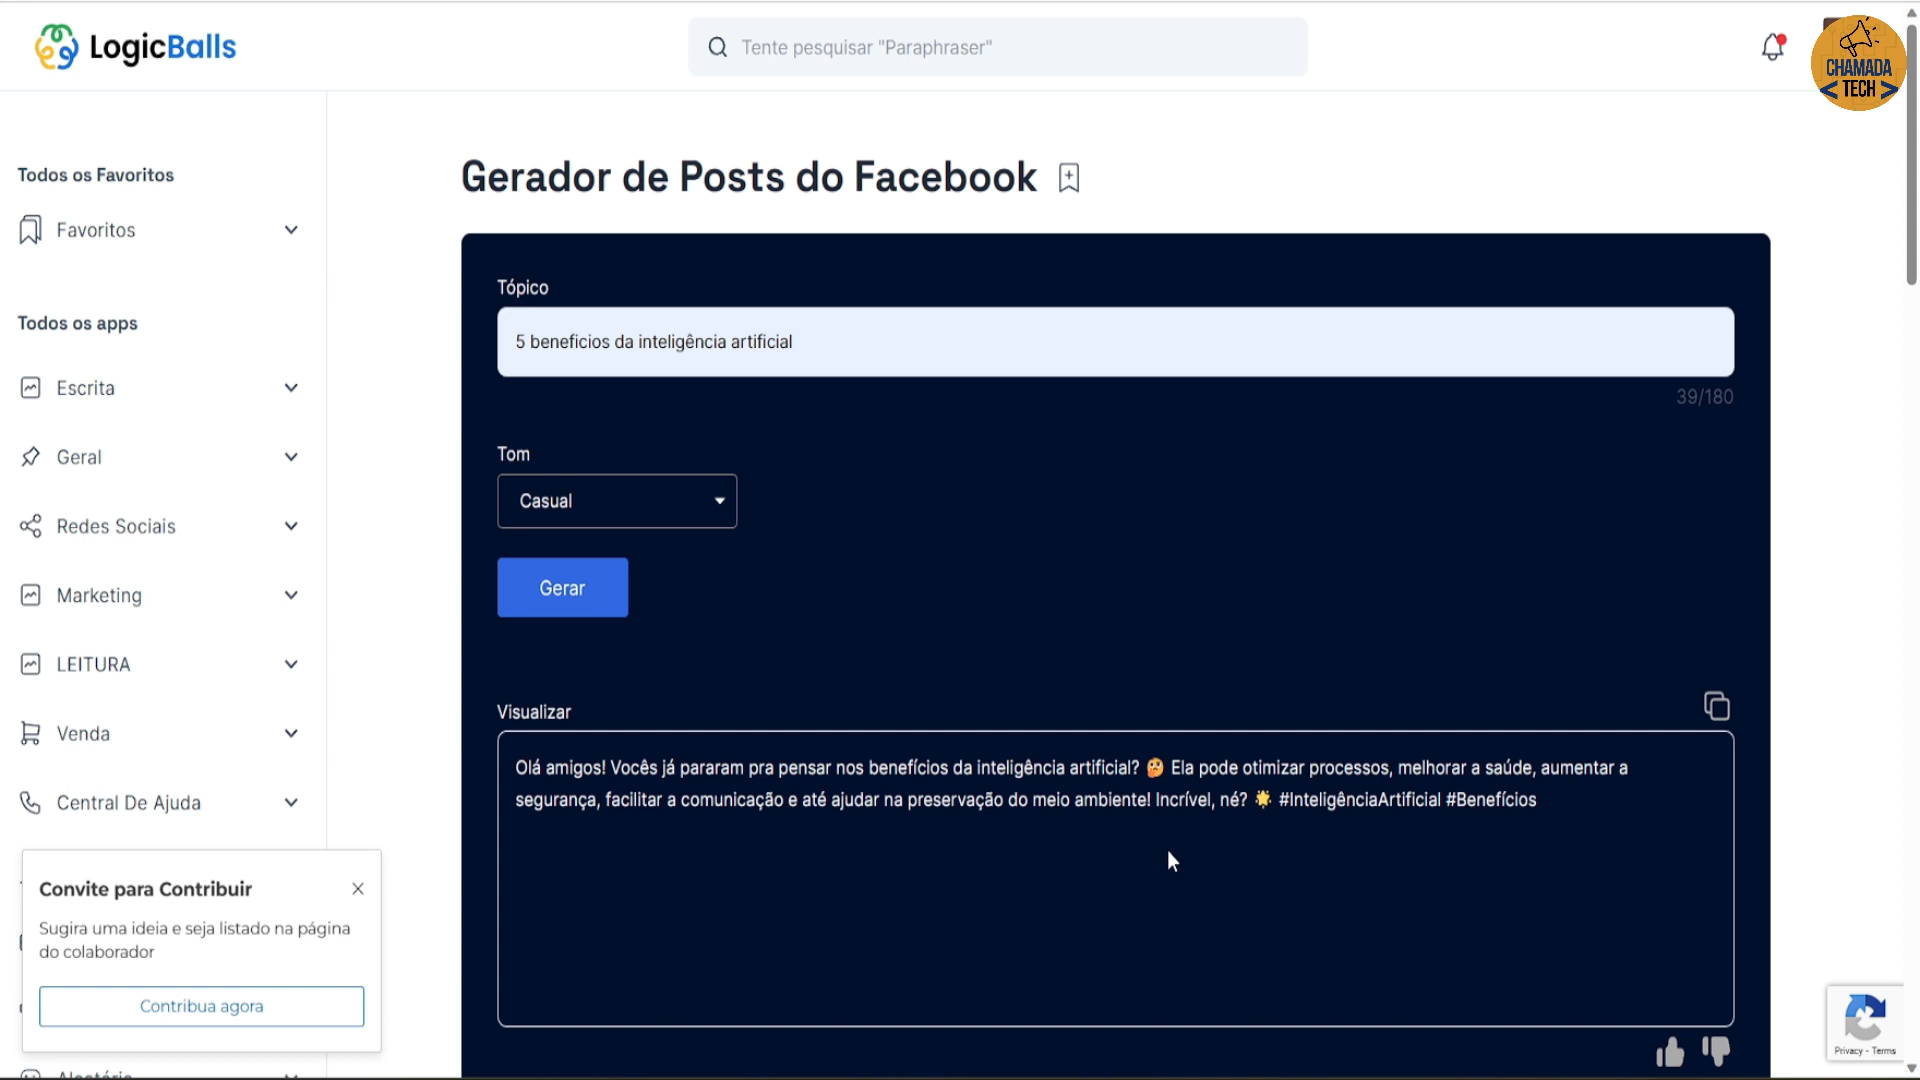 LogicBalls
Tente pesquisar "Paraphraser"
CHAMADA
< TECH >
Todos os Favoritos
Favoritos
Todos os apps
Escrita
Geral
Redes Sociais
Marketing
LEITURA
Venda
Central De Ajuda
Convite para Contribuir
Sugira uma ideia e seja listado na página
do colaborador
Contribua agora
Gerador de Posts do Facebook
Tópico
5 beneficios da inteligência artificial
39/180
Tom
Casual
Gerar
Visualizar
Olá amigos! Vocês já pararam pra pensar nos benefícios da inteligência artificial? 🤔 Ela pode otimizar processos, melhorar a saúde, aumentar a
segurança, facilitar a comunicação e até ajudar na preservação do meio ambiente! Incrível, né? 🌟 #InteligênciaArtificial #Benefícios
Privacy - Terms